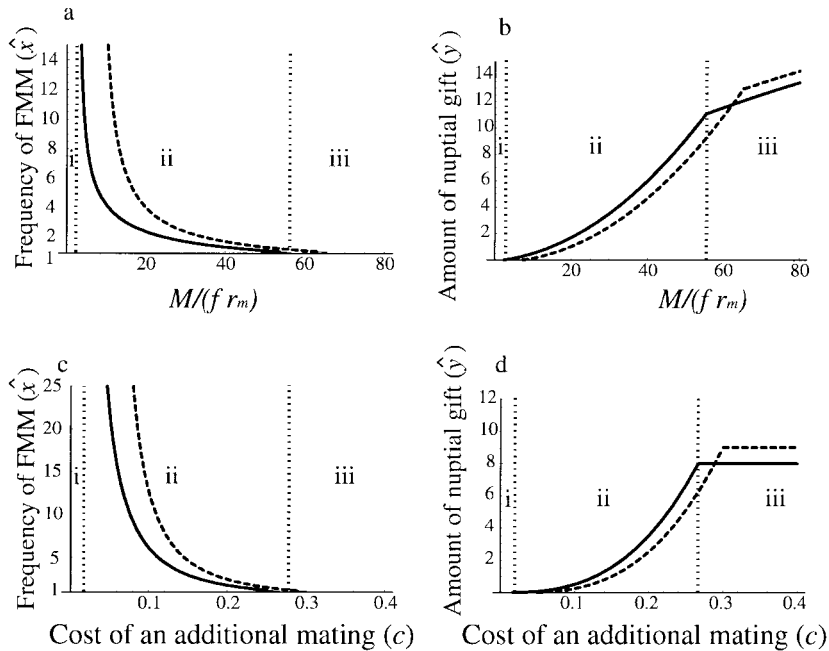 a
Frequency of FMM (x̂)
14
12
10
8
6
4
2
1
i
ii
iii
20
40
60
80
M/(f rm)
b
Amount of nuptial gift (ŷ)
14
12
10
8
6
4
2
i
ii
iii
20
40
60
80
M/(f rm)
c
Frequency of FMM (x̂)
25
20
15
10
5
1
i
ii
iii
0.1
0.2
0.3
0.4
Cost of an additional mating (c)
d
Amount of nuptial gift (ŷ)
12
10
8
6
4
2
i
ii
iii
0.1
0.2
0.3
0.4
Cost of an additional mating (c)